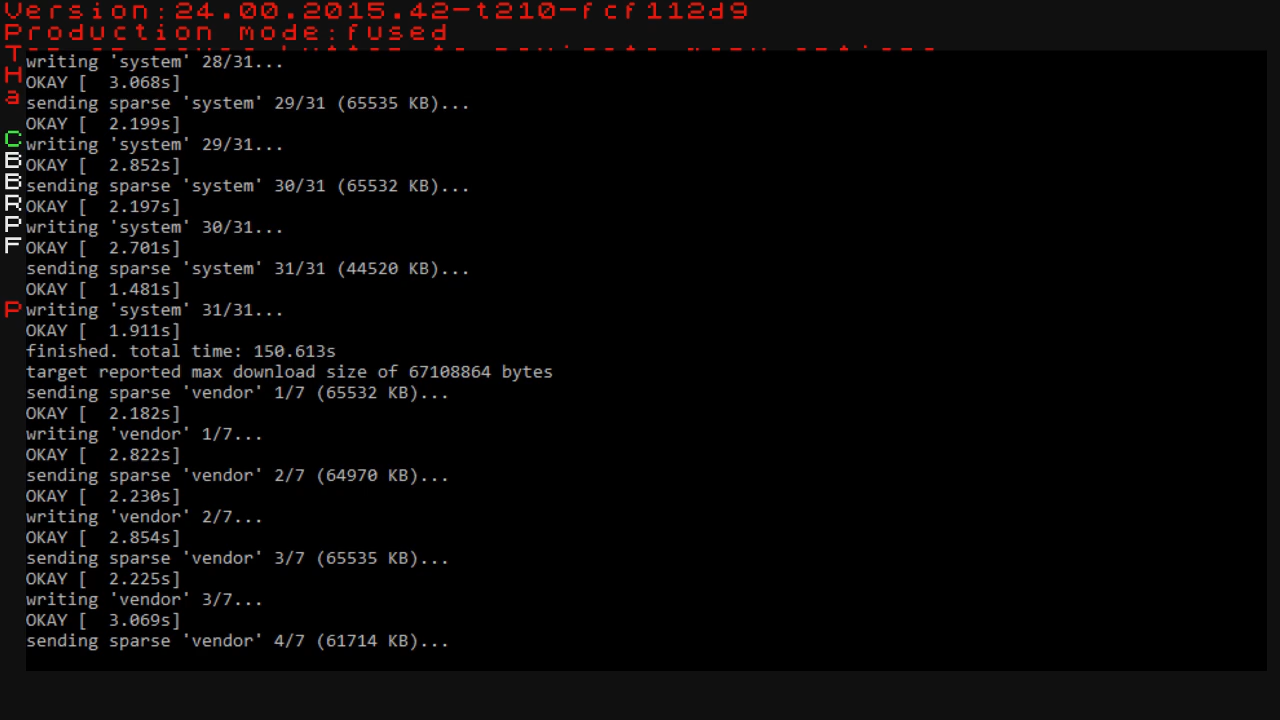 Version:24.00.2015.42-t210-fcf112d9
Production mode:fused
T
H
a
C
B
B
R
P
F
P
writing 'system' 28/31...
OKAY [  3.068s]
sending sparse 'system' 29/31 (65535 KB)...
OKAY [  2.199s]
writing 'system' 29/31...
OKAY [  2.852s]
sending sparse 'system' 30/31 (65532 KB)...
OKAY [  2.197s]
writing 'system' 30/31...
OKAY [  2.701s]
sending sparse 'system' 31/31 (44520 KB)...
OKAY [  1.481s]
writing 'system' 31/31...
OKAY [  1.911s]
finished. total time: 150.613s
target reported max download size of 67108864 bytes
sending sparse 'vendor' 1/7 (65532 KB)...
OKAY [  2.182s]
writing 'vendor' 1/7...
OKAY [  2.822s]
sending sparse 'vendor' 2/7 (64970 KB)...
OKAY [  2.230s]
writing 'vendor' 2/7...
OKAY [  2.854s]
sending sparse 'vendor' 3/7 (65535 KB)...
OKAY [  2.225s]
writing 'vendor' 3/7...
OKAY [  3.069s]
sending sparse 'vendor' 4/7 (61714 KB)...